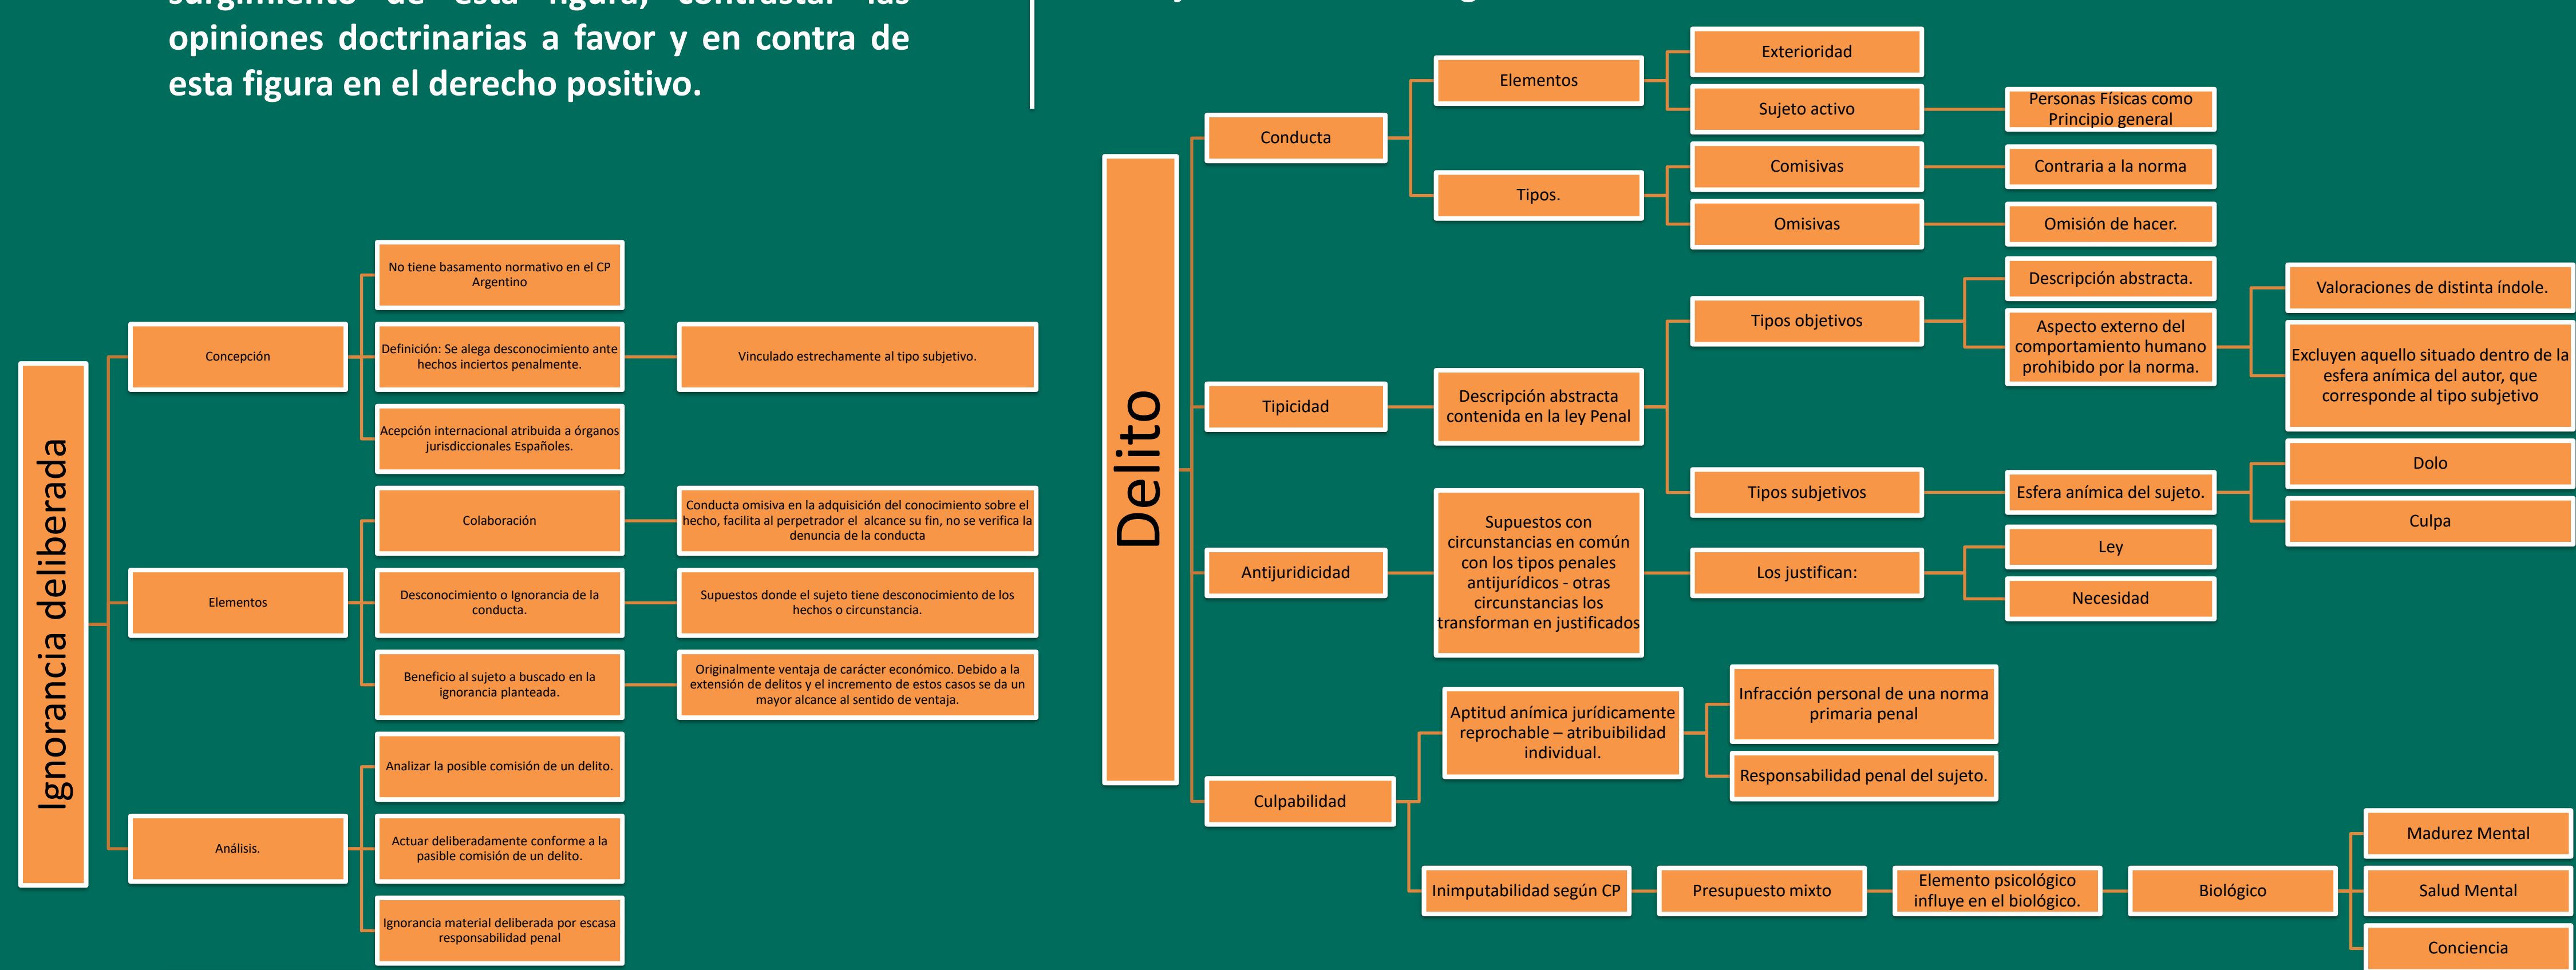 opiniones doctrinarias a favor y en contra de
esta figura en el derecho positivo.
Ignorancia deliberada
Concepción
No tiene basamento normativo en el CP
Argentino
Definición: Se alega desconocimiento ante
hechos inciertos penalmente.
Vinculado estrechamente al tipo subjetivo.
Acepción internacional atribuida a órganos
jurisdiccionales Españoles.
Elementos
Colaboración
Conducta omisiva en la adquisición del conocimiento sobre el
hecho, facilita al perpetrador el alcance su fin, no se verifica la
denuncia de la conducta
Desconocimiento o Ignorancia de la
conducta.
Supuestos donde el sujeto tiene desconocimiento de los
hechos o circunstancia.
Beneficio al sujeto a buscado en la
ignorancia planteada.
Originalmente ventaja de carácter económico. Debido a la
extensión de delitos y el incremento de estos casos se da un
mayor alcance al sentido de ventaja.
Análisis.
Analizar la posible comisión de un delito.
Actuar deliberadamente conforme a la
pasible comisión de un delito.
Ignorancia material deliberada por escasa
responsabilidad penal
Delito
Conducta
Elementos
Exterioridad
Sujeto activo
Personas Físicas como
Principio general
Tipos.
Comisivas
Contraria a la norma
Omisivas
Omisión de hacer.
Tipicidad
Descripción abstracta
contenida en la ley Penal
Tipos objetivos
Descripción abstracta.
Aspecto externo del
comportamiento humano
prohibido por la norma.
Valoraciones de distinta índole.
Excluyen aquello situado dentro de la
esfera anímica del autor, que
corresponde al tipo subjetivo
Tipos subjetivos
Esfera anímica del sujeto.
Dolo
Culpa
Antijuridicidad
Supuestos con
circunstancias en común
con los tipos penales
antijurídicos - otras
circunstancias los
transforman en justificados
Los justifican:
Ley
Necesidad
Culpabilidad
Aptitud anímica jurídicamente
reprochable – atribuibilidad
individual.
Infracción personal de una norma
primaria penal
Responsabilidad penal del sujeto.
Inimputabilidad según CP
Presupuesto mixto
Elemento psicológico
influye en el biológico.
Biológico
Madurez Mental
Salud Mental
Conciencia